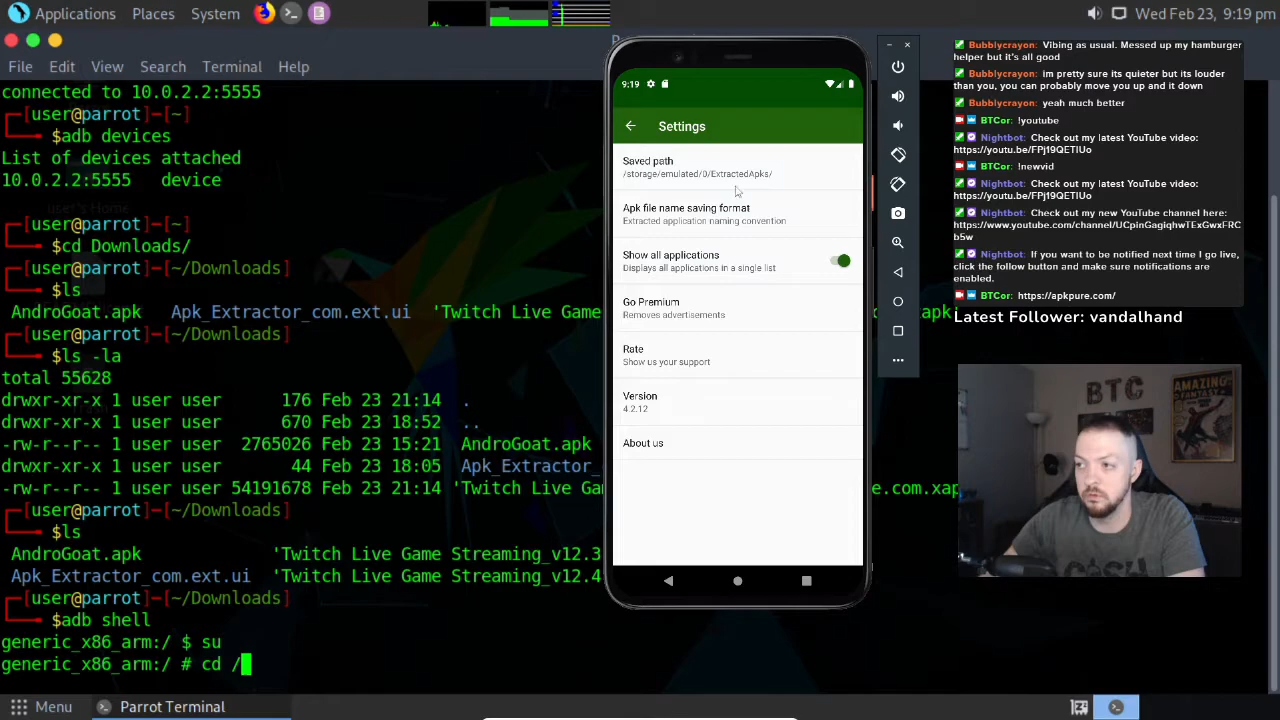 Applications Places System
Wed Feb 23, 9:19 pm
File Edit View Search Terminal Help
connected to 10.0.2.2:5555
[user@parrot]-[~]
$adb devices
List of devices attached
10.0.2.2:5555 device
[user@parrot]-[~]
$cd Downloads/
[user@parrot]-[~/Downloads]
$ls
AndroGoat.apk Apk_Extractor_com.ext.ui 'Twitch Live Game
[user@parrot]-[~/Downloads]
$ls -la
total 55628
drwxr-xr-x 1 user user 176 Feb 23 21:14 .
drwxr-xr-x 1 user user 670 Feb 23 18:52 ..
-rw-r--r-- 1 user user 2765026 Feb 23 15:21 AndroGoat.apk
drwxr-xr-x 1 user user 44 Feb 23 18:05 Apk_Extractor_
-rw-r--r-- 1 user user 54191678 Feb 23 21:14 'Twitch Live Ga e.com.xap
[user@parrot]-[~/Downloads]
$ls
AndroGoat.apk 'Twitch Live Game Streaming_v12.3
Apk_Extractor_com.ext.ui 'Twitch Live Game Streaming_v12.4
[user@parrot]-[~/Downloads]
$adb shell
generic_x86_arm:/ $ su
generic_x86_arm:/ # cd /
9:19
Settings
Saved path
/storage/emulated/0/ExtractedApks/
Apk file name saving format
Extracted application naming convention
Show all applications
Displays all applications in a single list
Go Premium
Removes advertisements
Rate
Show us your support
Version
4.2.12
About us
Bubblycrayon: Vibing as usual. Messed up my hamburger
helper but it's all good
Bubblycrayon: im pretty sure its quieter but its louder
than you, you can probably move you up and it down
Bubblycrayon: yeah much better
BTCor: !youtube
Nightbot: Check out my latest YouTube video:
https://youtu.be/FPj19QETlUo
BTCor: !newvid
Nightbot: Check out my latest YouTube video:
https://youtu.be/FPj19QETlUo
Nightbot: Check out my new YouTube channel here:
https://www.youtube.com/channel/UCpinGagiqhwTExGwxFRC
b5w
Nightbot: If you want to be notified next time I go live,
click the follow button and make sure notifications are
enabled.
BTCor: https://apkpure.com/
Latest Follower: vandalhand
BTC
AMAZING
FANTASY
Menu Parrot Terminal